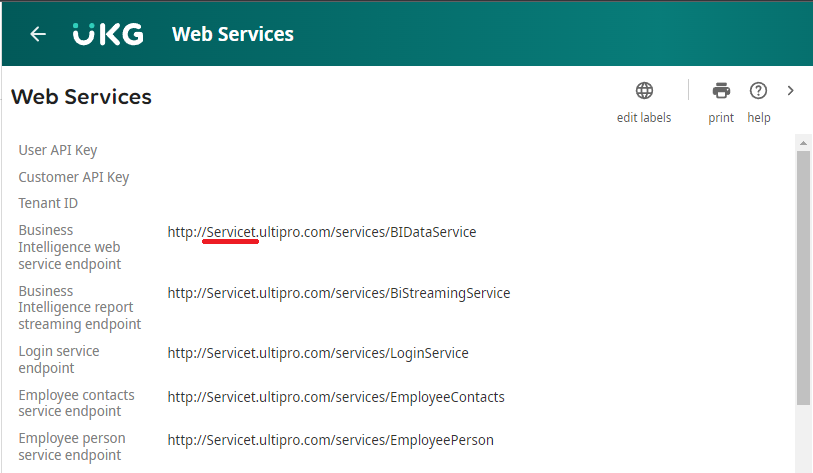 UKG Web Services
Web Services
edit labels print help
User API Key
Customer API Key
Tenant ID
Business http://Servicet.ultipro.com/services/BIDataService
Intelligence web
service endpoint
Business http://Servicet.ultipro.com/services/BiStreamingService
Intelligence report
streaming endpoint
Login service http://Servicet.ultipro.com/services/LoginService
endpoint
Employee contacts http://Servicet.ultipro.com/services/EmployeeContacts
service endpoint
Employee person http://Servicet.ultipro.com/services/EmployeePerson
service endpoint